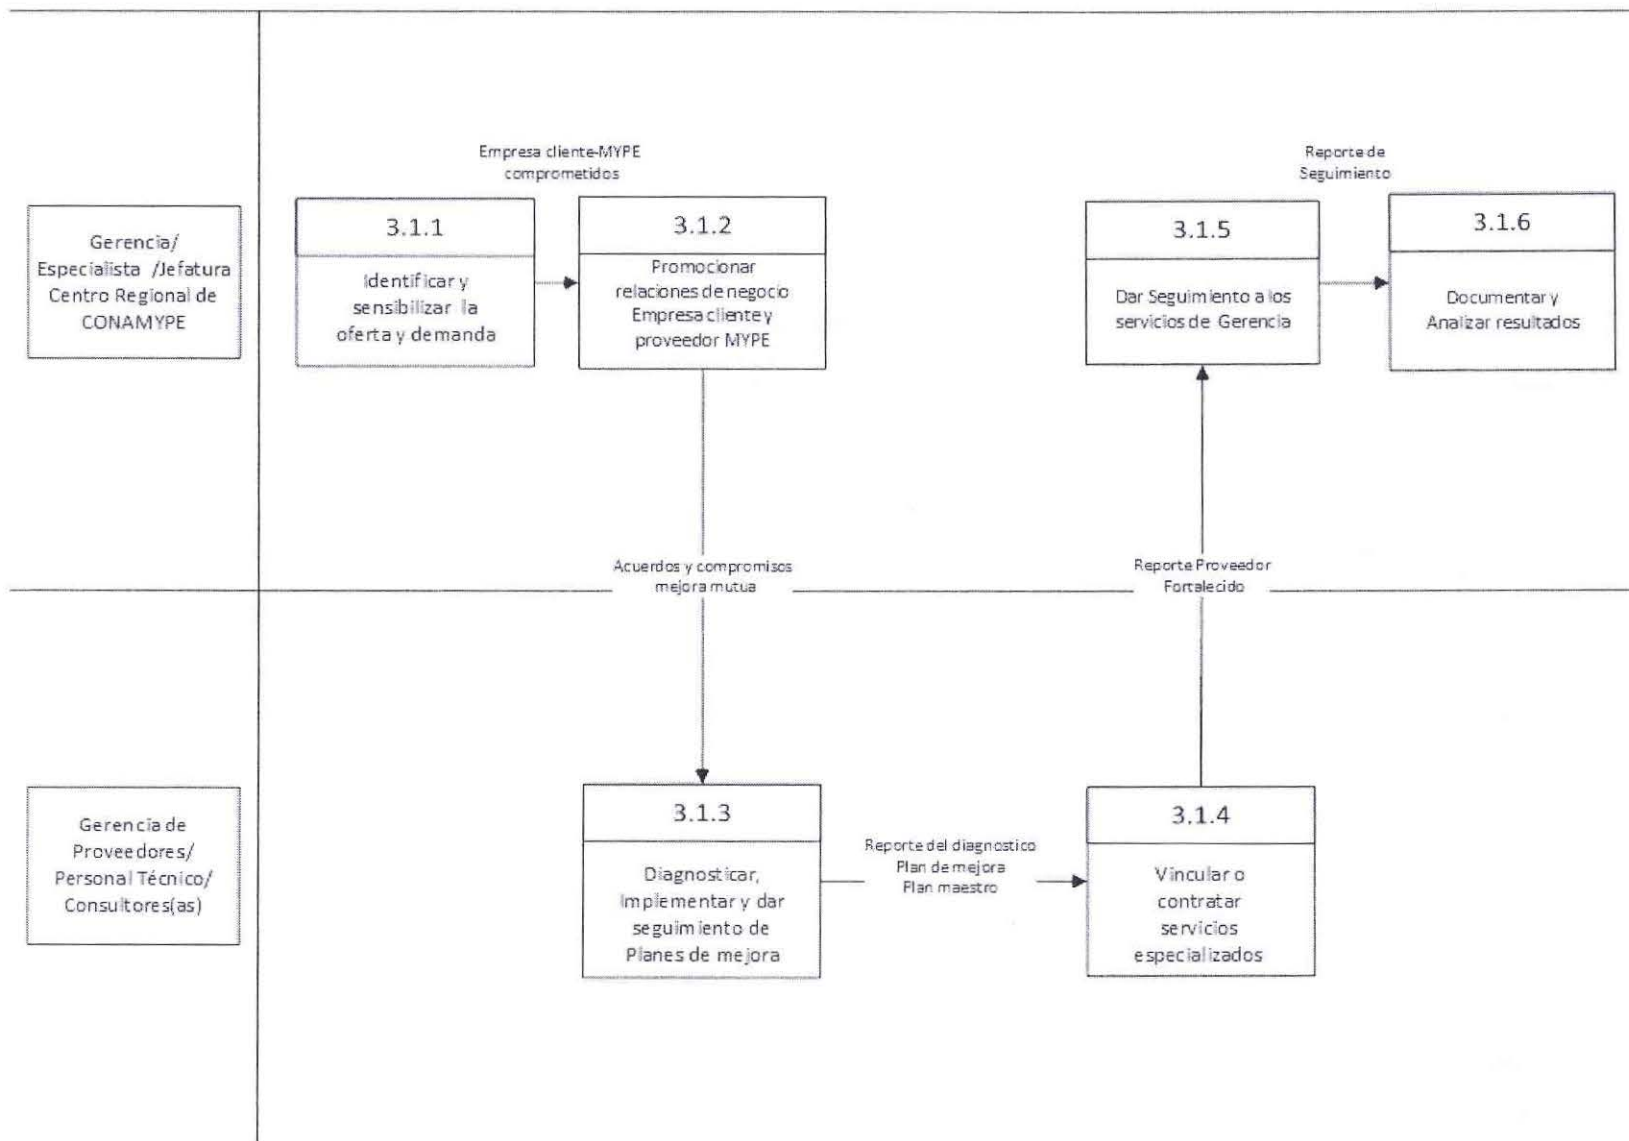 Gerencia/
Especialista /Jefatura
Centro Regional de
CONAMYPE
Empresa cliente-MYPE
comprometidos
3.1.1
Identificar y
sensibilizar la
oferta y demanda
3.1.2
Promocionar
relaciones de negocio
Empresa cliente y
proveedor MYPE
3.1.5
Dar Seguimiento a los
servicios de Gerencia
Reporte de
Seguimiento
3.1.6
Documentar y
Analizar resultados
Acuerdos y compromisos
mejora mutua
Reporte Proveedor
Fortalecido
Gerencia de
Proveedores/
Personal Técnico/
Consultores(as)
3.1.3
Diagnosticar,
Implementar y dar
seguimiento de
Planes de mejora
Reporte del diagnostico
Plan de mejora
Plan maestro
3.1.4
Vincular o
contratar
servicios
especializados